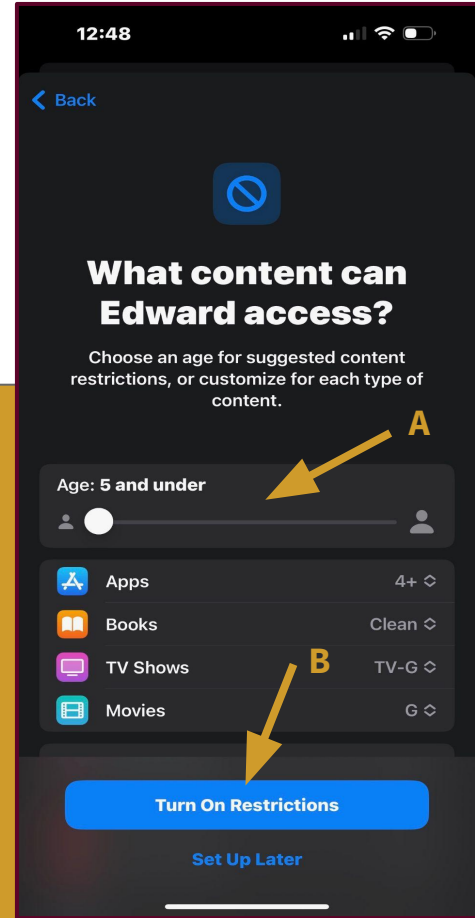 12:48
Back
What content can
Edward access?
Choose an age for suggested content
restrictions, or customize for each type of
content.
A
Age: 5 and under
Apps 4+
Books Clean
TV Shows TV-G
B
Movies G
Turn On Restrictions
Set Up Later